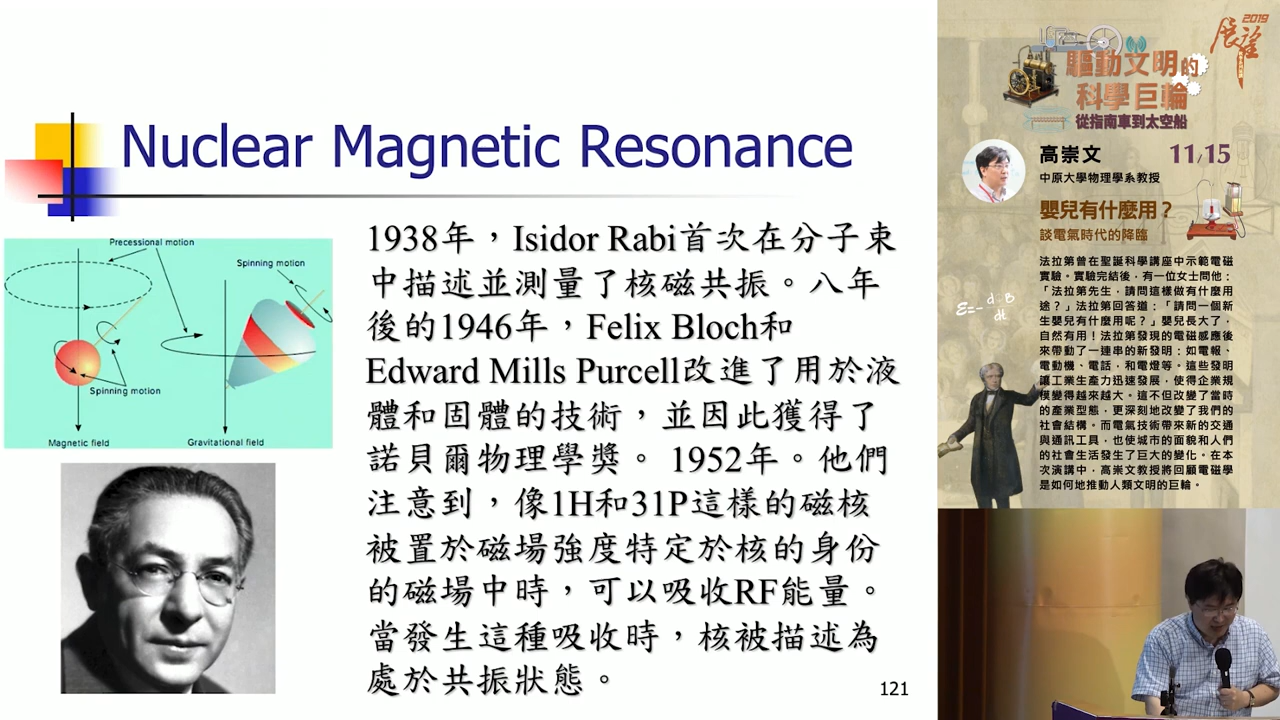 Nuclear Magnetic Resonance
Precessional motion
Spinning motion
Spinning motion
Magnetic field
Gravitational field
1938年，Isidor Rabi首次在分子束
中描述並測量了核磁共振。八年
後的1946年，Felix Bloch和
Edward Mills Purcell改進了用於液
體和固體的技術，並因此獲得了
諾貝爾物理學獎。 1952年。他們
注意到，像1H和31P這樣的磁核
被置於磁場強度特定於核的身份
的磁場中時，可以吸收RF能量。
當發生這種吸收時，核被描述為
處於共振狀態。
121
2019
展望
驅動文明的
科學巨輪
從指南車到太空船
高崇文 11/15
中原大學物理學系教授
嬰兒有什麼用？
談電氣時代的降臨
法拉第曾在聖誕科學講座中示範電磁
實驗。實驗完結後，有一位女士問他：
「法拉第先生，請問這樣做有什麼用
途？」法拉第回答道：「請問一個新
生嬰兒有什麼用呢？」嬰兒長大了，
自然有用！法拉第發現的電磁感應後
來帶動了一連串的新發明：如電報、
電動機、電話，和電燈等。這些發明
讓工業生產力迅速發展，使得企業規
模變得越來越大。這不但改變了當時
的產業型態，更深刻地改變了我們的
社會結構。而電氣技術帶來新的交通
與通訊工具，也使城市的面貌和人們
的社會生活發生了巨大的變化。在本
次演講中，高崇文教授將回顧電磁學
是如何地推動人類文明的巨輪。